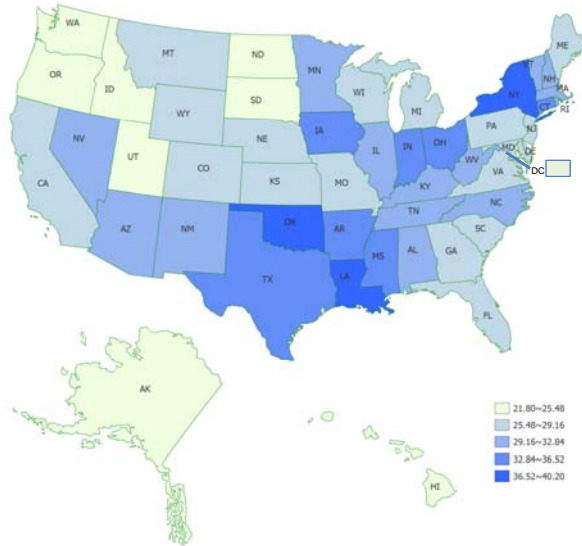 WA
ND
ME
MT
MN
VT
OR
NH
ID
MA
WI
NY
SD
CT
RI
MI
WY
IA
PA
NJ
NE
OH
NV
IN
MD
DE
IL
UT
WV
CO
VA
DC
KS
MO
KY
CA
NC
TN
OK
AR
AZ
NM
SC
MS
AL
GA
TX
LA
FL
AK
21.80~25.48
25.48~29.16
29.16~32.84
32.84~36.52
36.52~40.20
HI